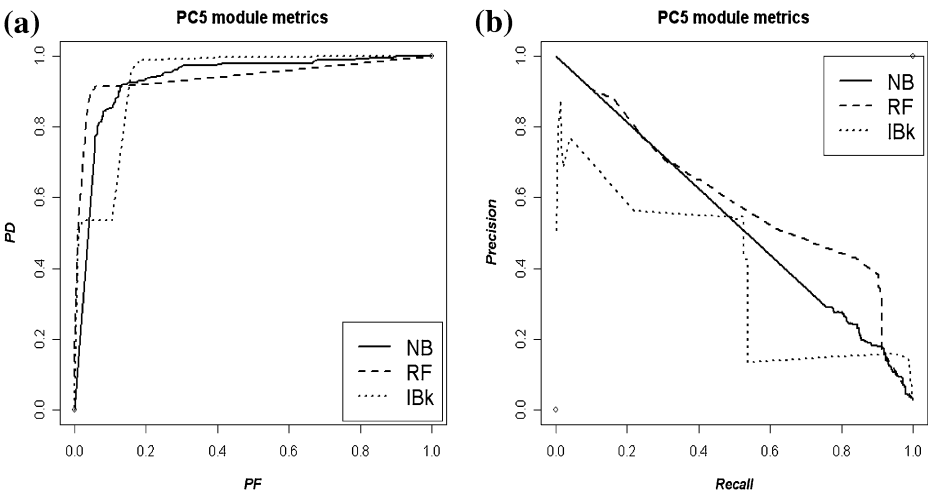 (a)
PC5 module metrics
PD
1.0
0.8
0.6
0.4
0.2
0.0
NB
RF
IBk
0.0 0.2 0.4 0.6 0.8 1.0
PF
(b)
PC5 module metrics
Precision
1.0
0.8
0.6
0.4
0.2
0.0
NB
RF
IBk
0.0 0.2 0.4 0.6 0.8 1.0
Recall